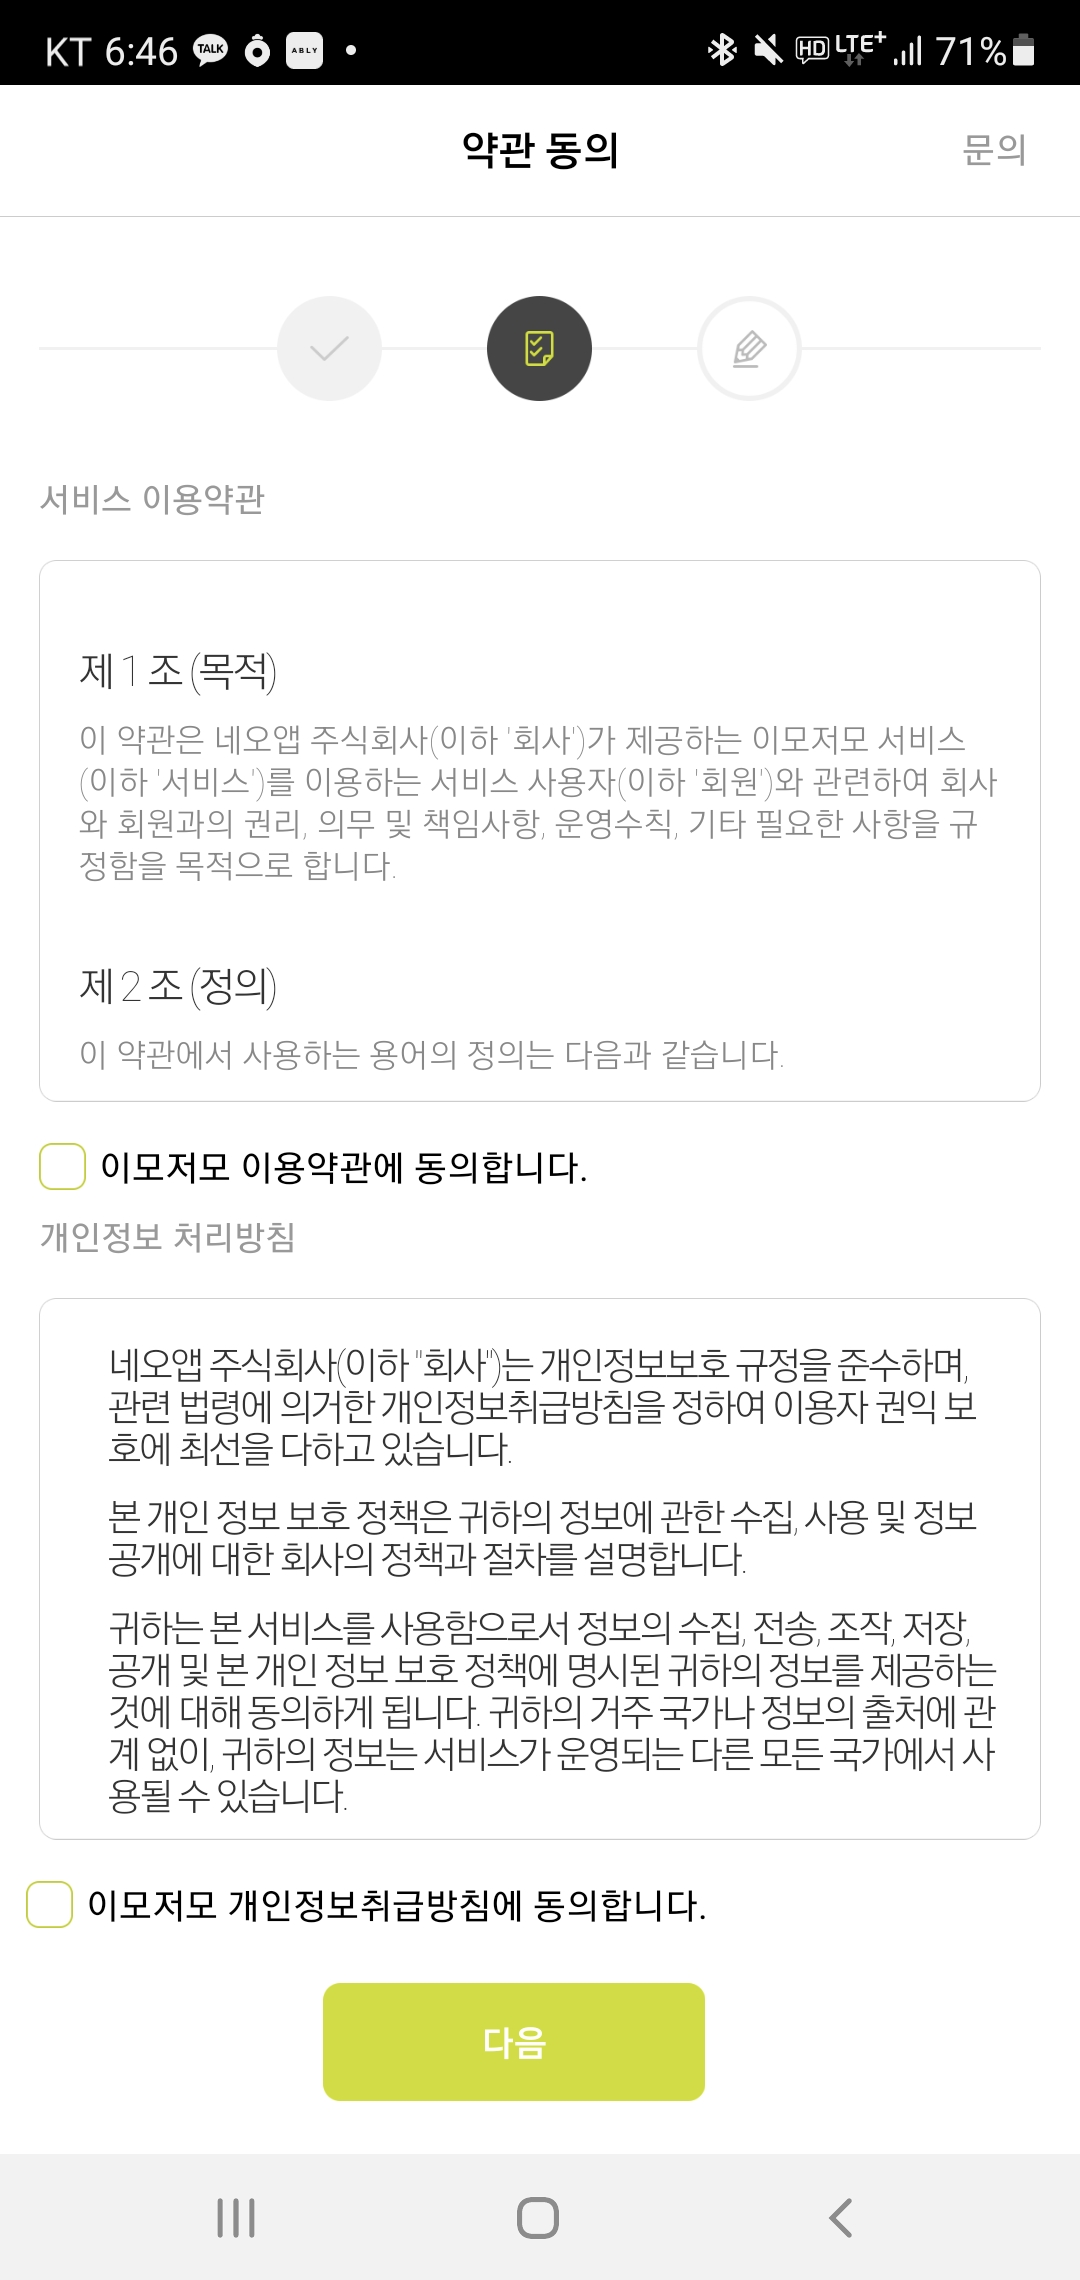 KT 6:46 TALK ABLY HD LTE+ 71%
약관 동의
문의
서비스 이용약관
제 1 조 (목적)
이 약관은 네오앱 주식회사(이하 '회사')가 제공하는 이모저모 서비스
(이하 '서비스')를 이용하는 서비스 사용자(이하 '회원')와 관련하여 회사
와 회원과의 권리, 의무 및 책임사항, 운영수칙, 기타 필요한 사항을 규
정함을 목적으로 합니다.
제 2 조 (정의)
이 약관에서 사용하는 용어의 정의는 다음과 같습니다.
이모저모 이용약관에 동의합니다.
개인정보 처리방침
네오앱 주식회사(이하 "회사")는 개인정보보호 규정을 준수하며,
관련 법령에 의거한 개인정보취급방침을 정하여 이용자 권익 보
호에 최선을 다하고 있습니다.
본 개인 정보 보호 정책은 귀하의 정보에 관한 수집, 사용 및 정보
공개에 대한 회사의 정책과 절차를 설명합니다.
귀하는 본 서비스를 사용함으로서 정보의 수집, 전송, 조작, 저장,
공개 및 본 개인 정보 보호 정책에 명시된 귀하의 정보를 제공하는
것에 대해 동의하게 됩니다. 귀하의 거주 국가나 정보의 출처에 관
계 없이, 귀하의 정보는 서비스가 운영되는 다른 모든 국가에서 사
용될 수 있습니다.
이모저모 개인정보취급방침에 동의합니다.
다음